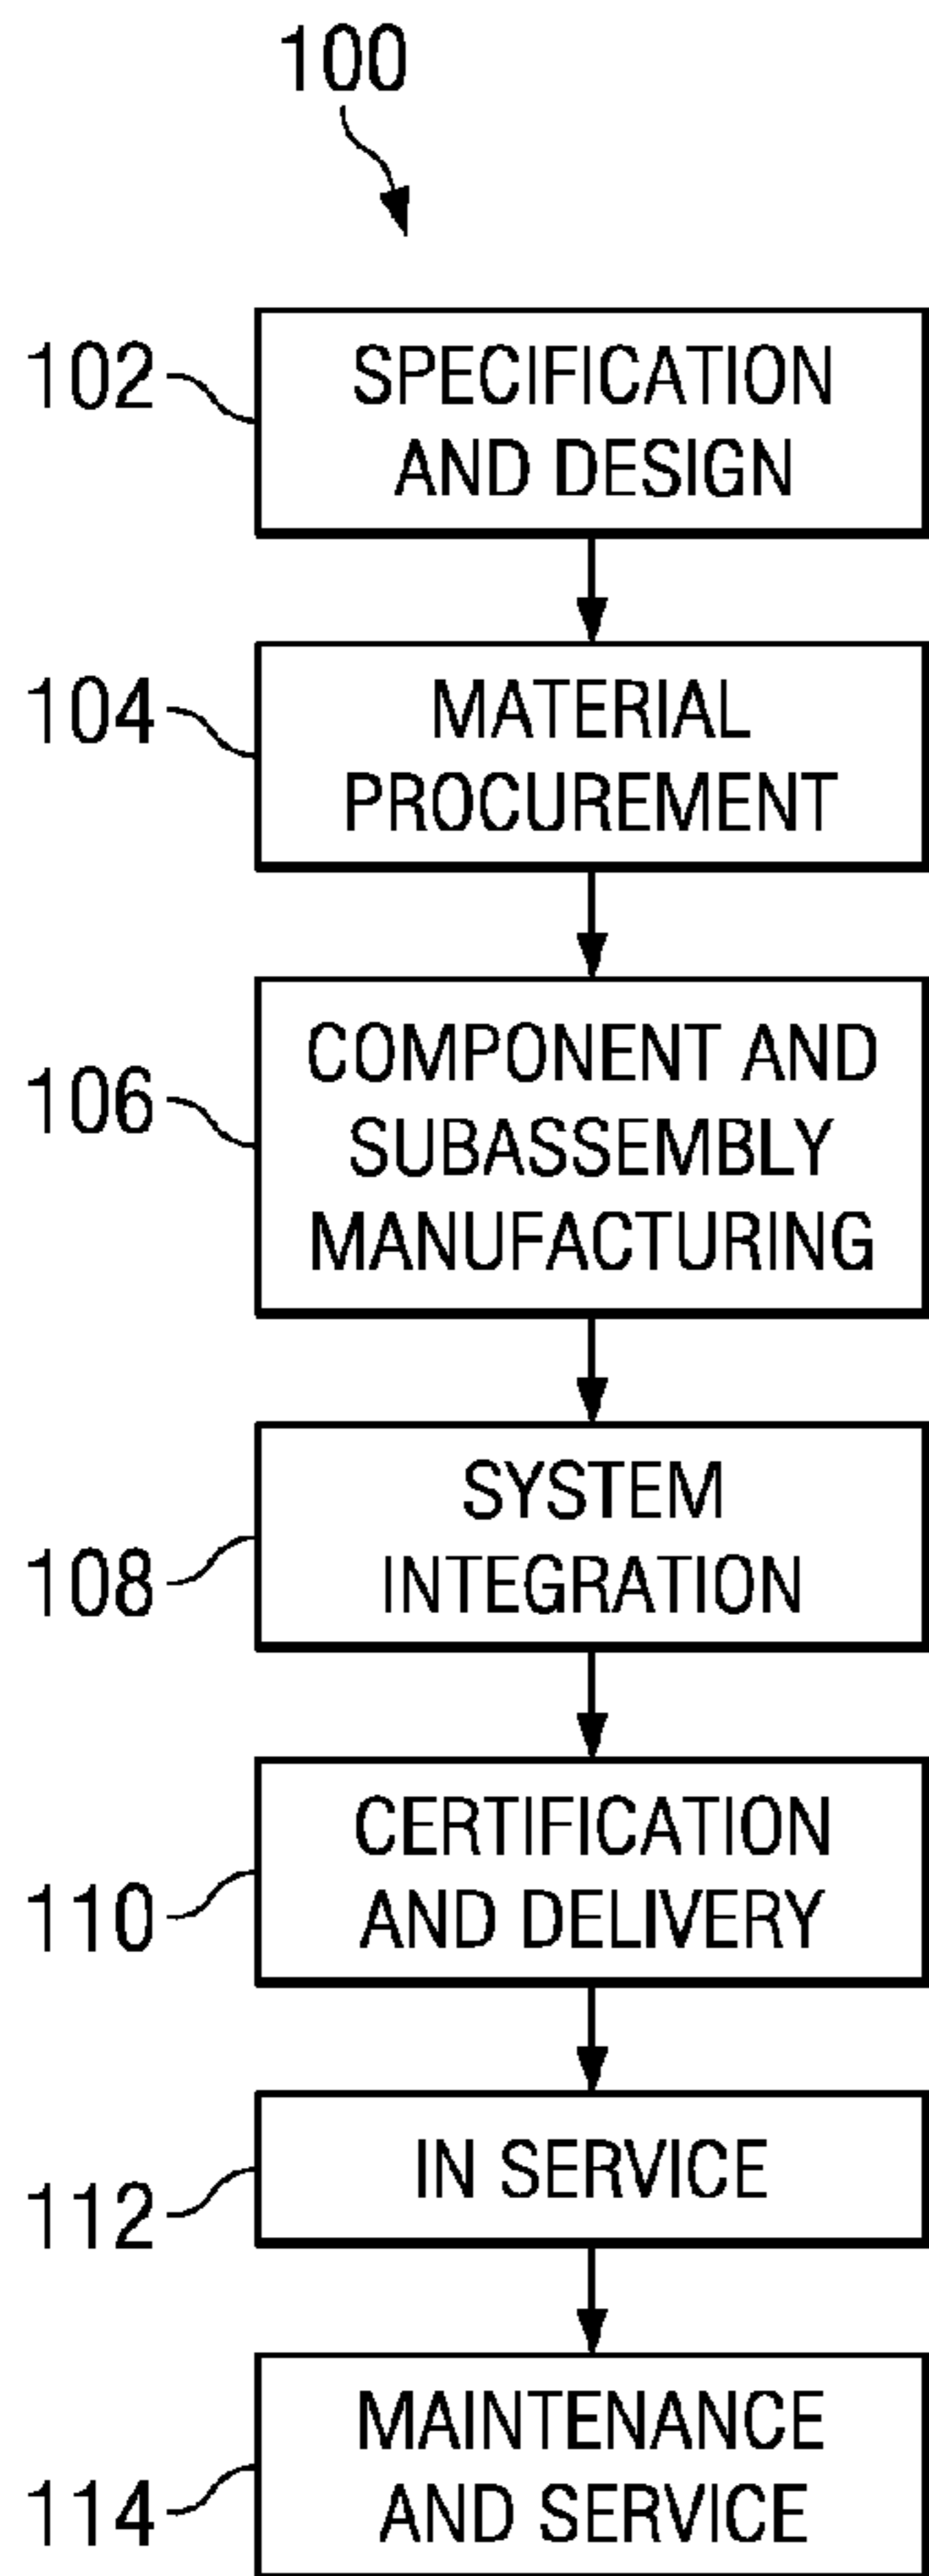 100
102
SPECIFICATION
AND DESIGN
104
MATERIAL
PROCUREMENT
106
COMPONENT AND
SUBASSEMBLY
MANUFACTURING
108
SYSTEM
INTEGRATION
110
CERTIFICATION
AND DELIVERY
112
IN SERVICE
114
MAINTENANCE
AND SERVICE